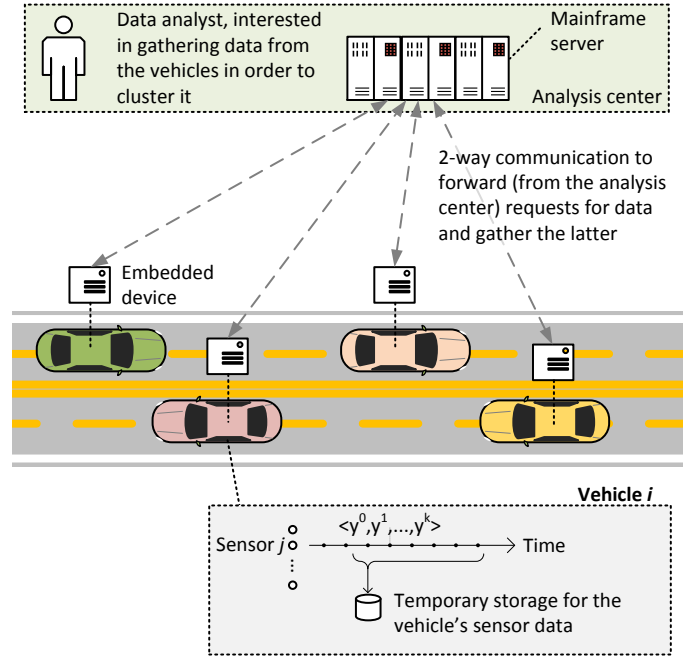 Data analyst, interested
in gathering data from
the vehicles in order to
cluster it
Mainframe
server
Analysis center
2-way communication to
forward (from the analysis
center) requests for data
and gather the latter
Embedded
device
Vehicle i
<y⁰,y¹,...,yᵏ>
Sensor j
Time
Temporary storage for the
vehicle's sensor data